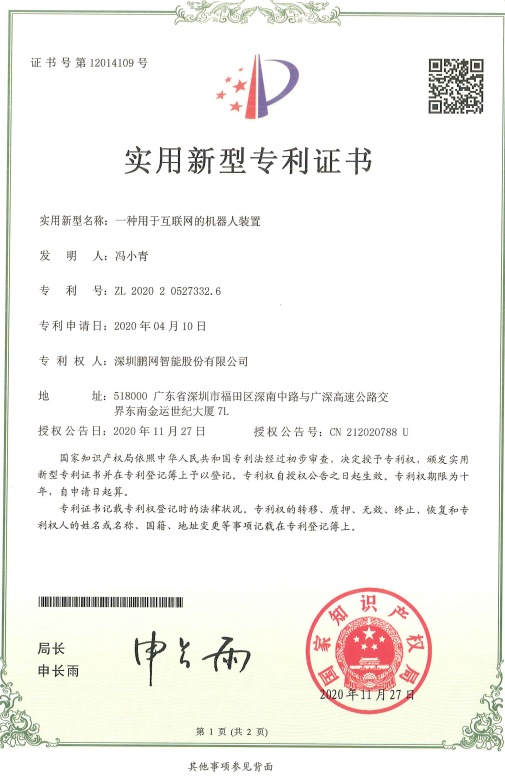 证书号第12014109号
实用新型专利证书
实用新型名称：一种用于互联网的机器人装置
发明人：冯小青
专利号：ZL 2020 2 0527332.6
专利申请日：2020年04月10日
专利权人：深圳鹏网智能股份有限公司
地址：518000 广东省深圳市福田区深南中路与广深高速公路交
界东南金运世纪大厦7L
授权公告日：2020年11月27日 授权公告号：CN 212020788 U
国家知识产权局依照中华人民共和国专利法经过初步审查，决定授予专利权，颁发实用
新型专利证书并在专利登记簿上予以登记。专利权自授权公告之日起生效。专利权期限为十
年，自申请日起算。
专利证书记载专利权登记时的法律状况。专利权的转移、质押、无效、终止、恢复和专
利权人的姓名或名称、国籍、地址变更等事项记载在专利登记簿上。
局长
申长雨
申长雨
国家知识产权局
2020年11月27日
第1页(共2页)
其他事项参见背面